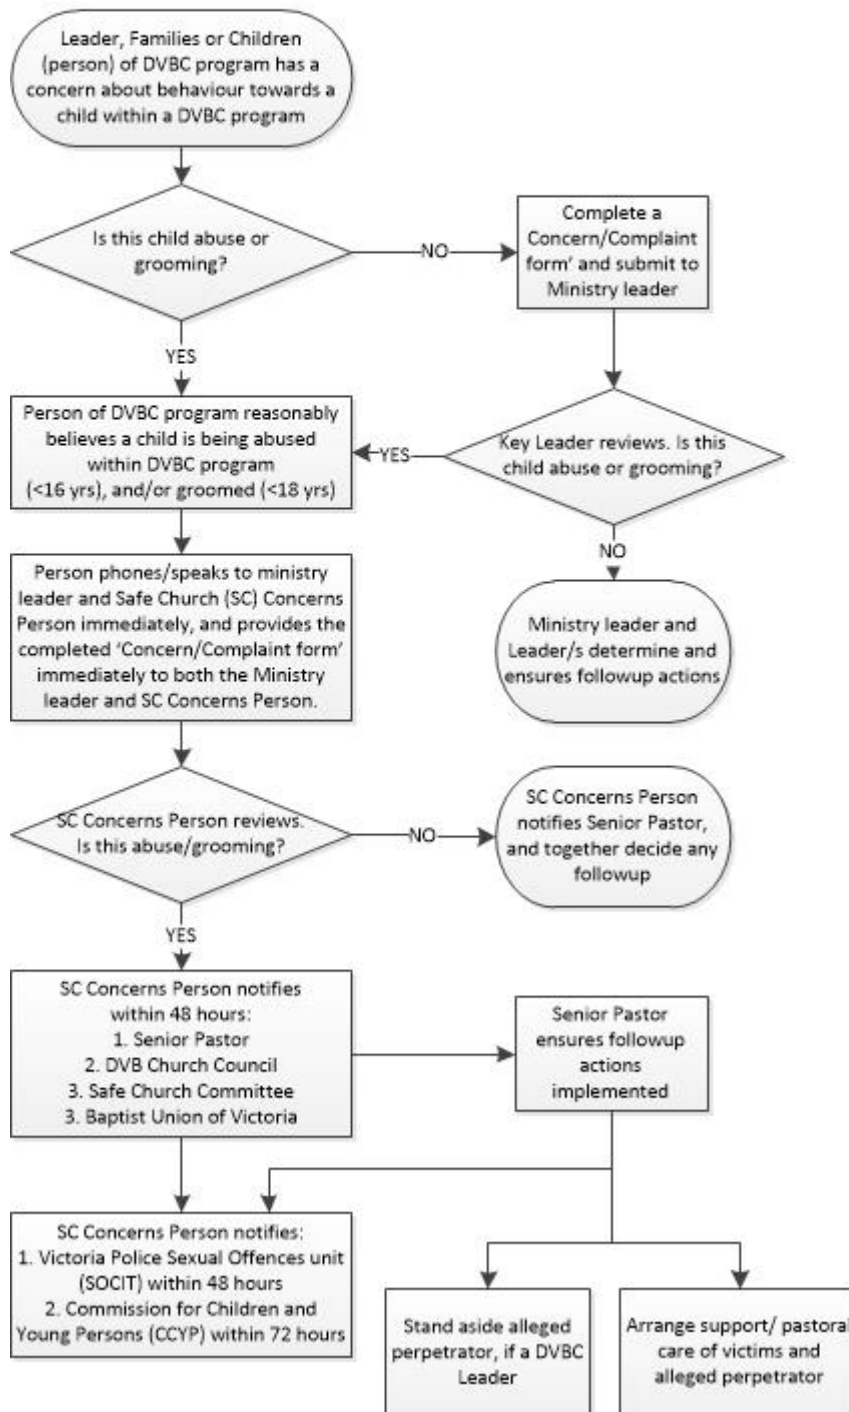 Leader, Families or Children
(person) of DVBC program has a
concern about behaviour towards a
child within a DVBC program
Is this child abuse or
grooming?
NO
Complete a
Concern/Complaint
form' and submit to
Ministry leader
YES
Person of DVBC program reasonably
believes a child is being abused
within DVBC program
(<16 yrs), and/or groomed (<18 yrs)
YES
Key Leader reviews. Is this
child abuse or grooming?
NO
Person phones/speaks to ministry
leader and Safe Church (SC) Concerns
Person immediately, and provides the
completed 'Concern/Complaint form'
immediately to both the Ministry
leader and SC Concerns Person.
Ministry leader and
Leader/s determine and
ensures followup actions
SC Concerns Person reviews.
Is this abuse/grooming?
NO
SC Concerns Person
notifies Senior Pastor,
and together decide any
followup
YES
SC Concerns Person notifies
within 48 hours:
1. Senior Pastor
2. DVB Church Council
3. Safe Church Committee
3. Baptist Union of Victoria
Senior Pastor
ensures followup
actions
implemented
SC Concerns Person notifies:
1. Victoria Police Sexual Offences unit
(SOCIT) within 48 hours
2. Commission for Children and
Young Persons (CCYP) within 72 hours
Stand aside alleged
perpetrator, if a DVBC
Leader
Arrange support/ pastoral
care of victims and
alleged perpetrator